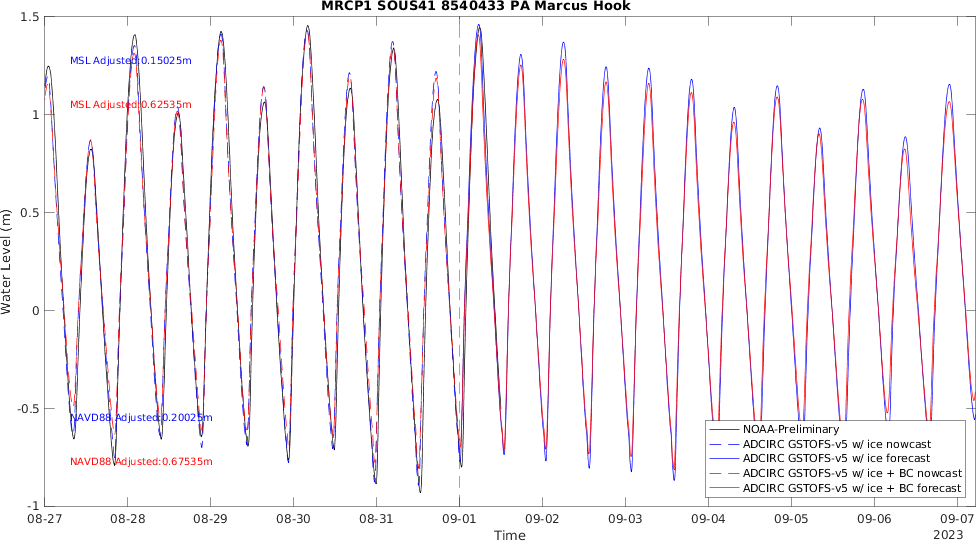 MRCP1 SOUS41 8540433 PA Marcus Hook
1.5
1
0.5
0
-0.5
-1
Water Level (m)
MSL Adjusted:0.15025m
MSL Adjusted:0.62535m
NAVD88 Adjusted:0.20025m
NAVD88 Adjusted:0.67535m
NOAA-Preliminary
ADCIRC GSTOFS-v5 w/ ice nowcast
ADCIRC GSTOFS-v5 w/ ice forecast
ADCIRC GSTOFS-v5 w/ ice + BC nowcast
ADCIRC GSTOFS-v5 w/ ice + BC forecast
08-27 08-28 08-29 08-30 08-31 09-01 09-02 09-03 09-04 09-05 09-06 09-07
Time
2023